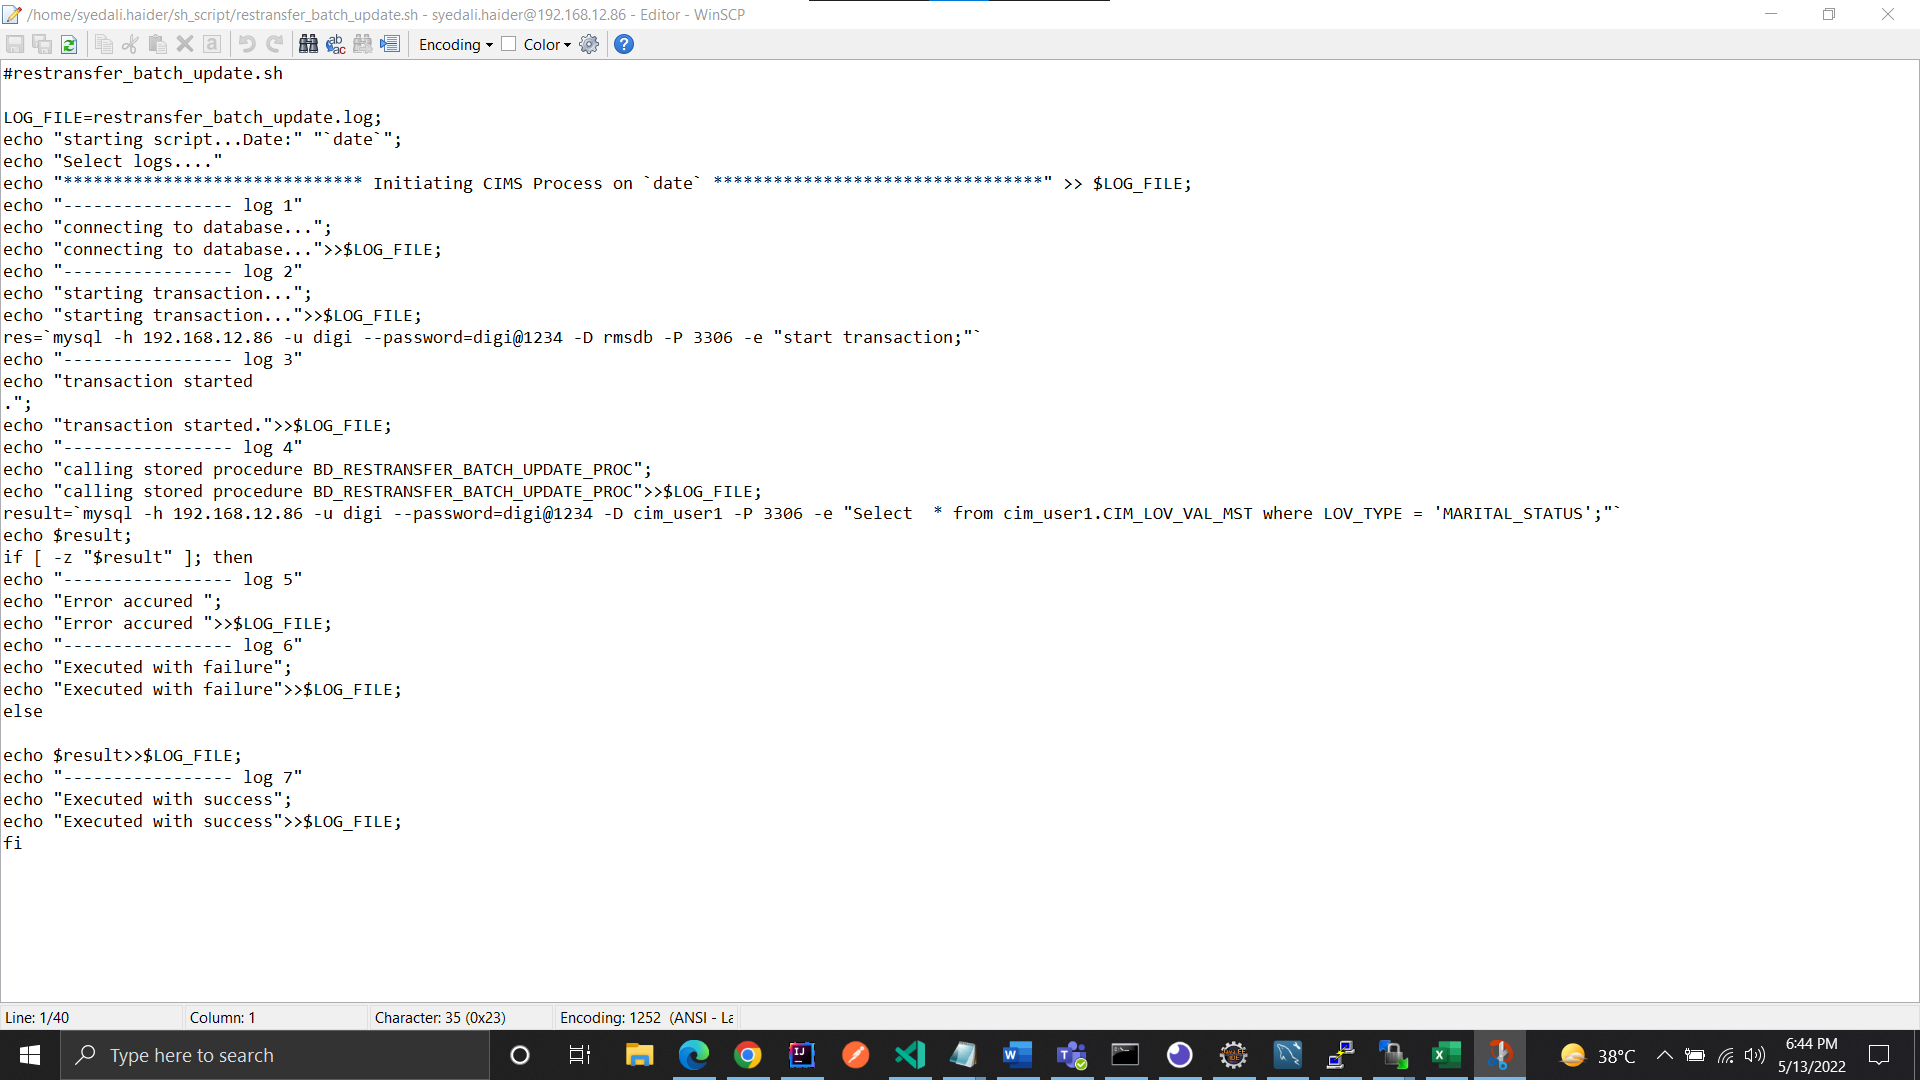 /home/syedali.haider/sh_script/restransfer_batch_update.sh - syedali.haider@192.168.12.86 - Editor - WinSCP
Encoding Color
#restransfer_batch_update.sh
LOG_FILE=restransfer_batch_update.log;
echo "starting script...Date:" "`date`";
echo "Select logs...."
echo "****************************** Initiating CIMS Process on `date` *********************************" >> $LOG_FILE;
echo "----------------- log 1"
echo "connecting to database...";
echo "connecting to database...">>$LOG_FILE;
echo "----------------- log 2"
echo "starting transaction...";
echo "starting transaction...">>$LOG_FILE;
res=`mysql -h 192.168.12.86 -u digi --password=digi@1234 -D rmsdb -P 3306 -e "start transaction;"`
echo "----------------- log 3"
echo "transaction started
.";
echo "transaction started.">>$LOG_FILE;
echo "----------------- log 4"
echo "calling stored procedure BD_RESTRANSFER_BATCH_UPDATE_PROC";
echo "calling stored procedure BD_RESTRANSFER_BATCH_UPDATE_PROC">>$LOG_FILE;
result=`mysql -h 192.168.12.86 -u digi --password=digi@1234 -D cim_user1 -P 3306 -e "Select  * from cim_user1.CIM_LOV_VAL_MST where LOV_TYPE = 'MARITAL_STATUS';"`
echo $result;
if [ -z "$result" ]; then
echo "----------------- log 5"
echo "Error accured ";
echo "Error accured ">>$LOG_FILE;
echo "----------------- log 6"
echo "Executed with failure";
echo "Executed with failure">>$LOG_FILE;
else
echo $result>>$LOG_FILE;
echo "----------------- log 7"
echo "Executed with success";
echo "Executed with success">>$LOG_FILE;
fi
Line: 1/40 Column: 1 Character: 35 (0x23) Encoding: 1252 (ANSI - La
Type here to search
38°C
6:44 PM
5/13/2022